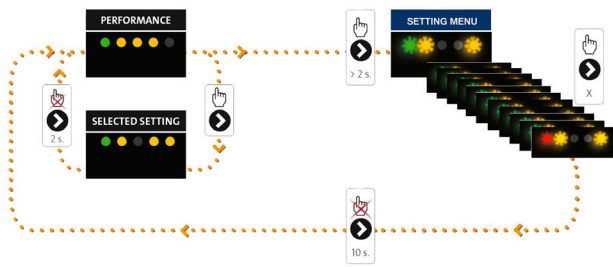 PERFORMANCE
SETTING MENU
> 2 s.
X
2 s.
SELECTED SETTING
10 s.